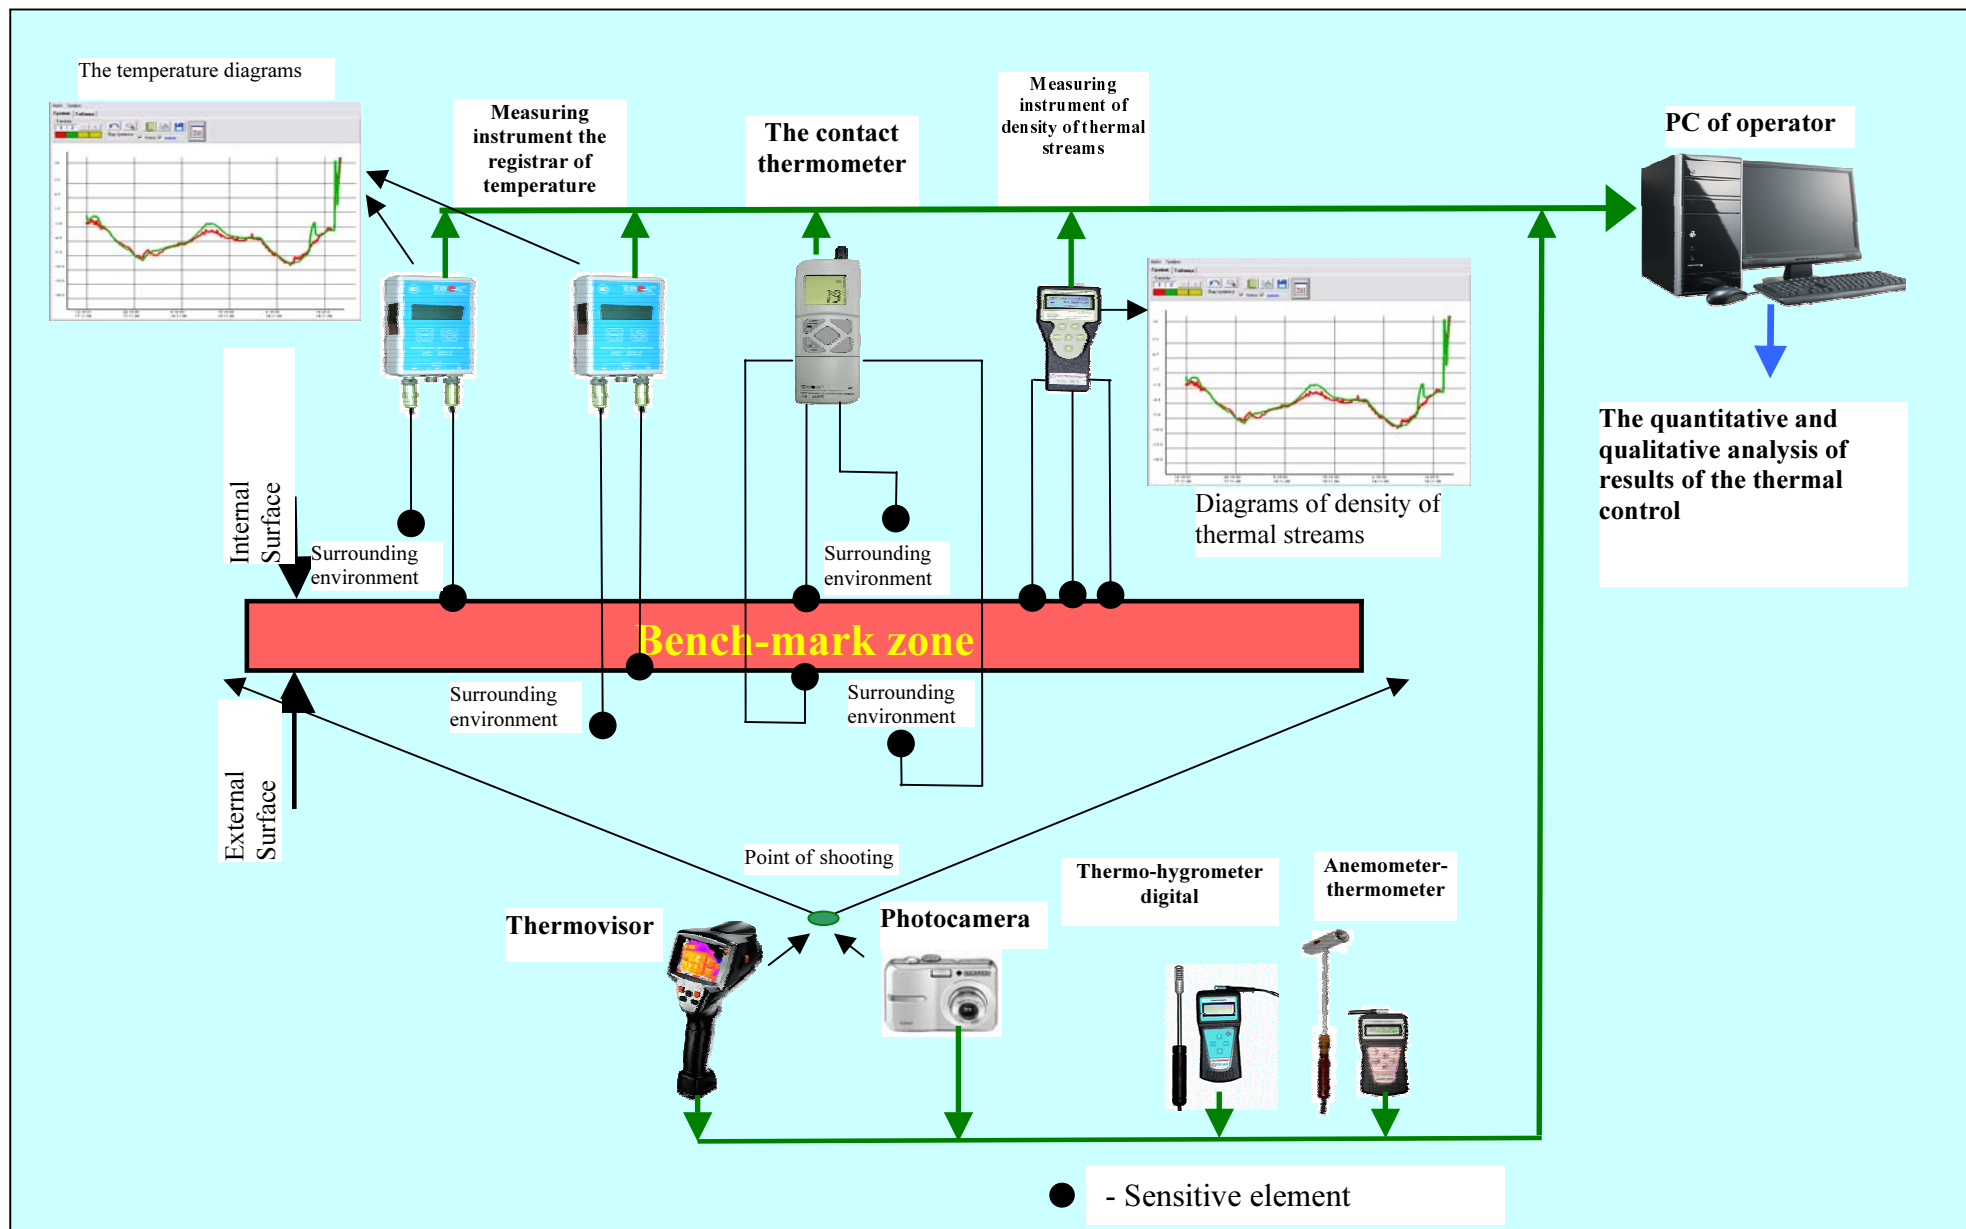 The temperature diagrams
Measuring
instrument the
registrar of
temperature
The contact
thermometer
Measuring
instrument of
density of thermal
streams
PC of operator
The quantitative and
qualitative analysis of
results of the thermal
control
Diagrams of density of
thermal streams
Internal
Surface
Surrounding
environment
Surrounding
environment
Bench-mark zone
Surrounding
environment
Surrounding
environment
External
Surface
Point of shooting
Thermovisor
Photocamera
Thermo-hygrometer
digital
Anemometer-
thermometer
- Sensitive element